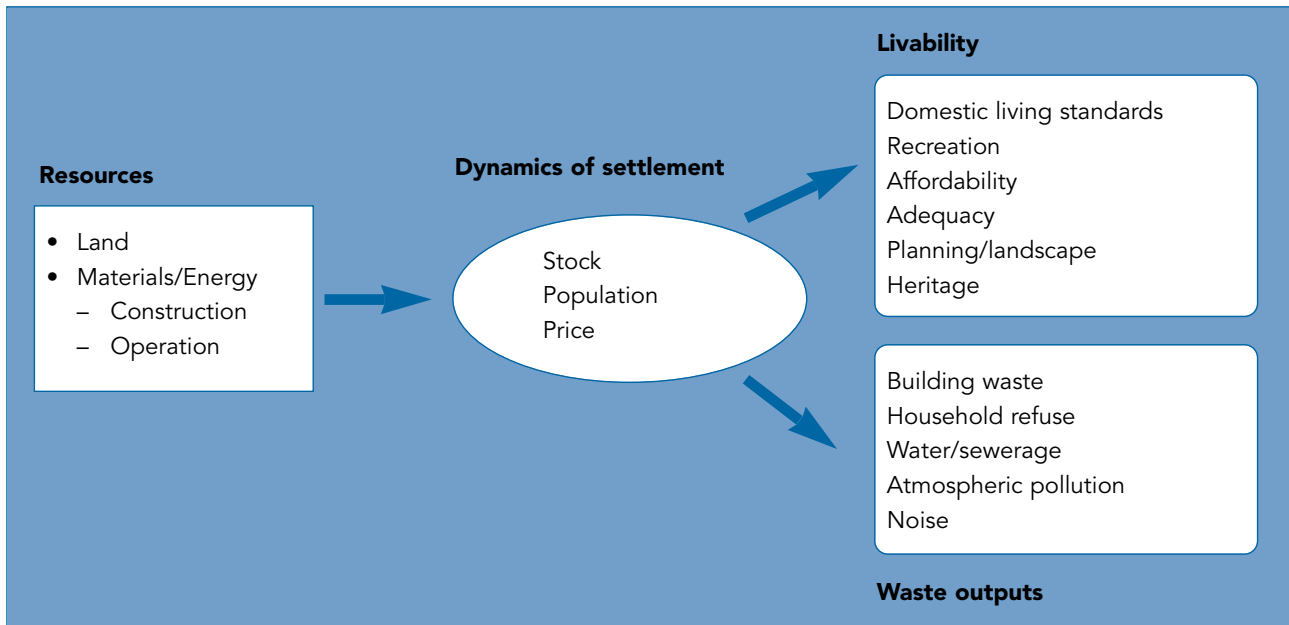 Resources
• Land
• Materials/Energy
– Construction
– Operation
Dynamics of settlement
Stock
Population
Price
Livability
Domestic living standards
Recreation
Affordability
Adequacy
Planning/landscape
Heritage
Building waste
Household refuse
Water/sewerage
Atmospheric pollution
Noise
Waste outputs